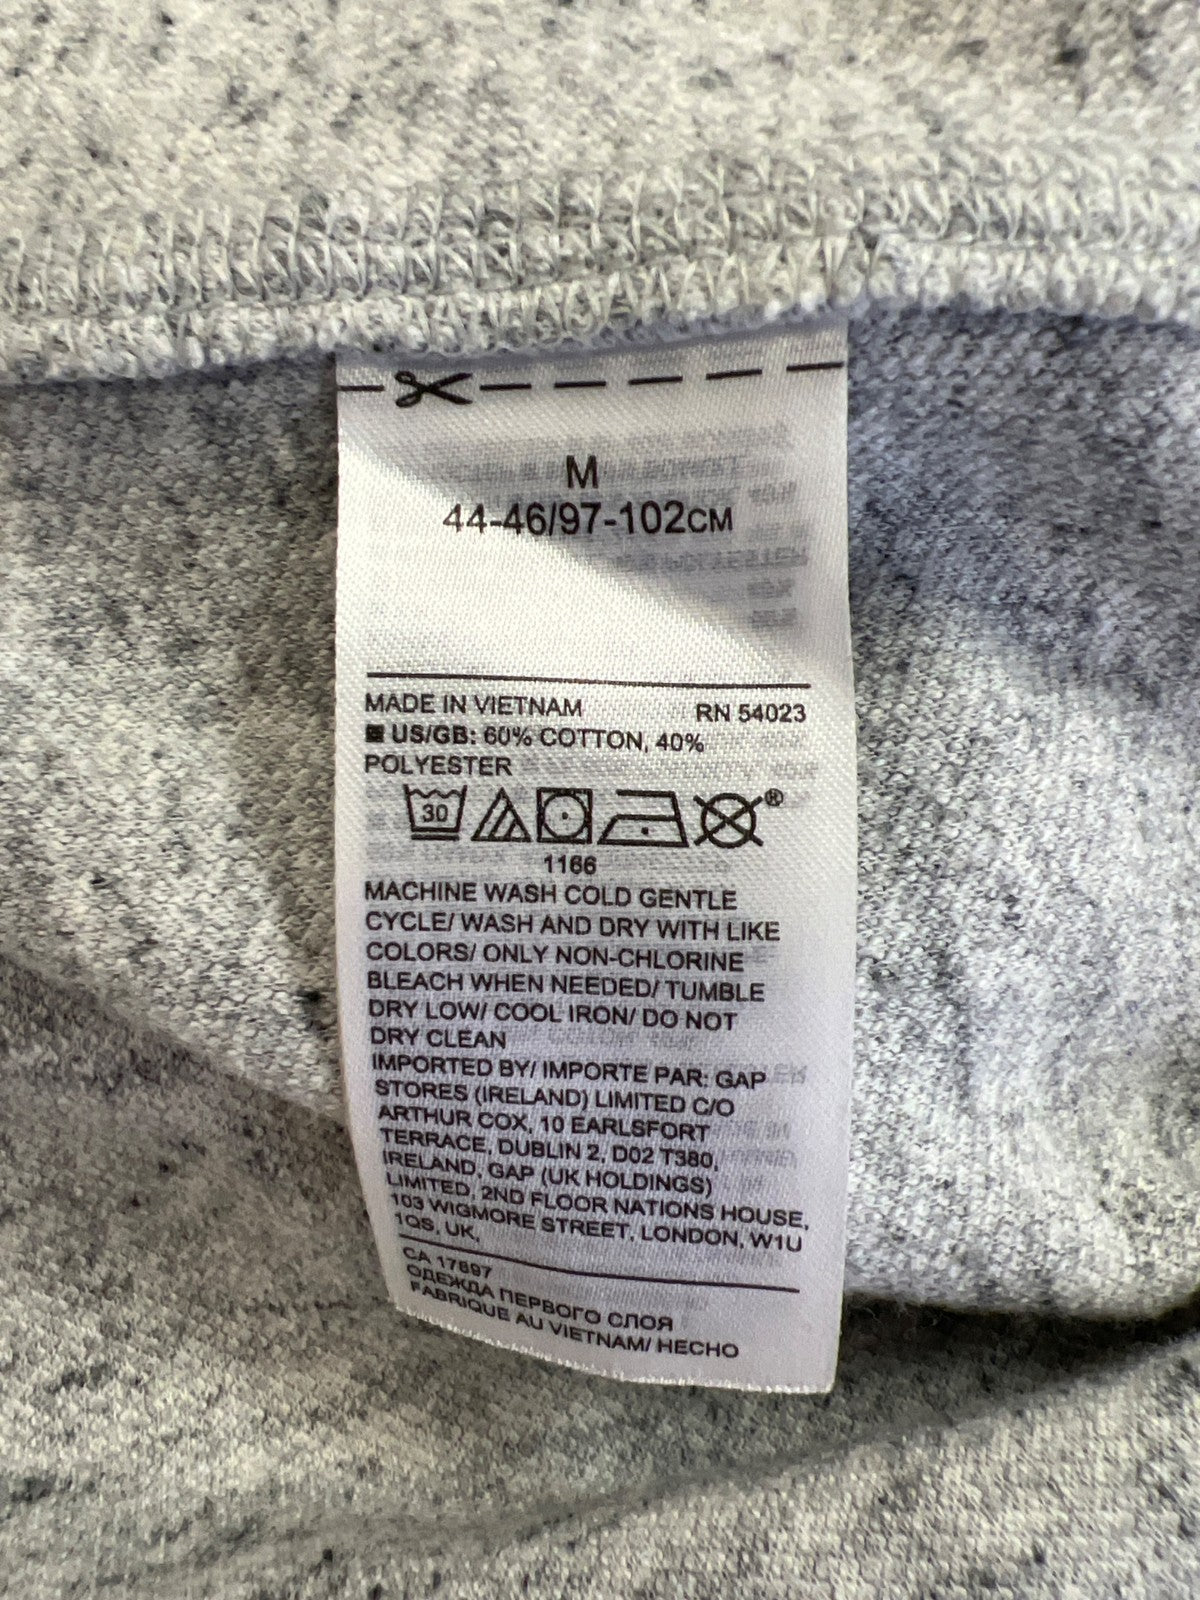 M
44-46/97-102CM
MADE IN VIETNAM RN 54023
US/GB: 60% COTTON, 40%
POLYESTER
30
®
1166
MACHINE WASH COLD GENTLE
CYCLE/ WASH AND DRY WITH LIKE
COLORS/ ONLY NON-CHLORINE
BLEACH WHEN NEEDED/ TUMBLE
DRY LOW/ COOL IRON/ DO NOT
DRY CLEAN
IMPORTED BY/ IMPORTE PAR: GAP
STORES (IRELAND) LIMITED C/O
ARTHUR COX, 10 EARLSFORT
TERRACE, DUBLIN 2, D02 T380,
IRELAND, GAP (UK HOLDINGS)
LIMITED, 2ND FLOOR NATIONS HOUSE,
103 WIGMORE STREET, LONDON, W1U
1QS, UK,
CA 17897
ОДЕЖДА ПЕРВОГО СЛОЯ
FABRIQUE AU VIETNAM/ HECHO